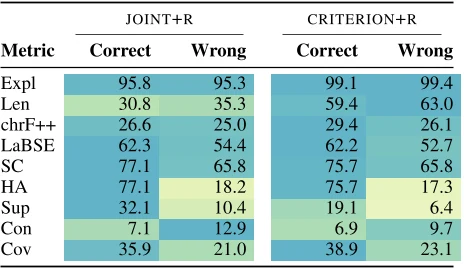 JOINT+R CRITERION+R
Metric Correct Wrong Correct Wrong
Expl 95.8 95.3 99.1 99.4
Len 30.8 35.3 59.4 63.0
chrF++ 26.6 25.0 29.4 26.1
LaBSE 62.3 54.4 62.2 52.7
SC 77.1 65.8 75.7 65.8
HA 77.1 18.2 75.7 17.3
Sup 32.1 10.4 19.1 6.4
Con 7.1 12.9 6.9 9.7
Cov 35.9 21.0 38.9 23.1